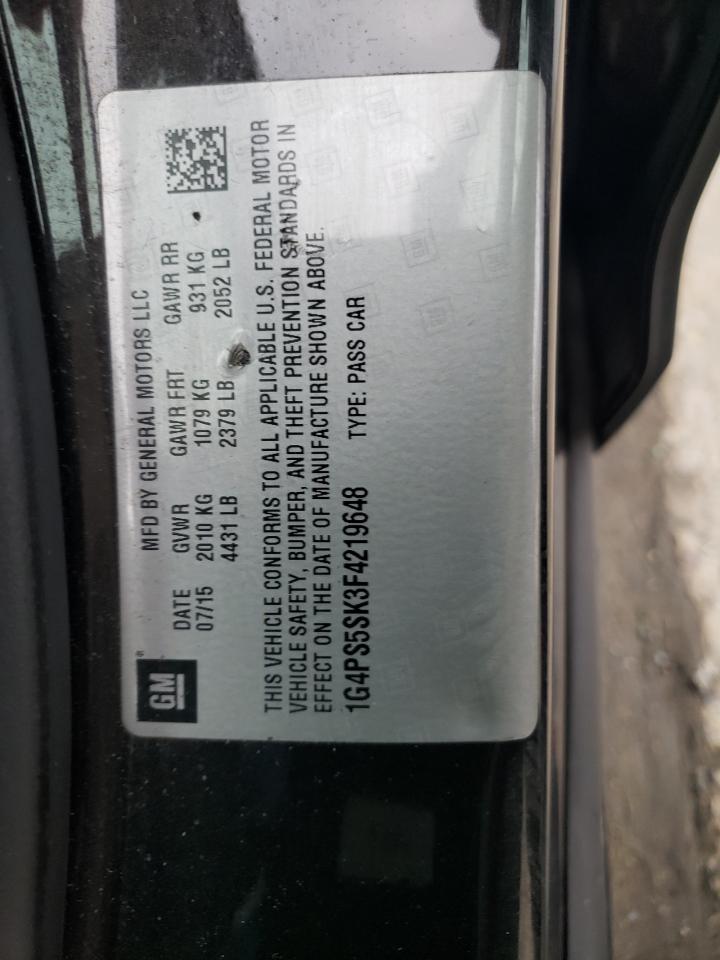 GM®
MFD BY GENERAL MOTORS LLC
DATE GVWR GAWR FRT GAWR RR
07/15 2010 KG 1079 KG 931 KG
4431 LB 2379 LB 2052 LB
THIS VEHICLE CONFORMS TO ALL APPLICABLE U.S. FEDERAL MOTOR
VEHICLE SAFETY, BUMPER, AND THEFT PREVENTION STANDARDS IN
EFFECT ON THE DATE OF MANUFACTURE SHOWN ABOVE.
1G4PS5SK3F4219648 TYPE: PASS CAR